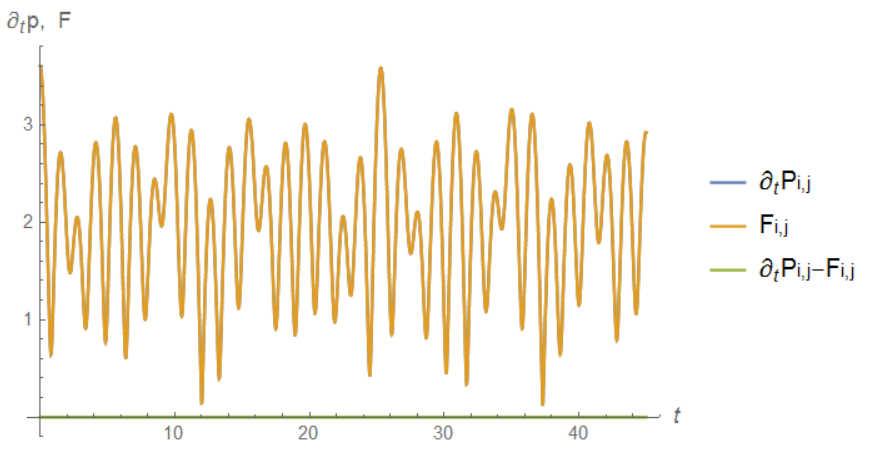 ∂ₜp, F
3
2
1
10
20
30
40
t
∂ₜPi,j
Fi,j
∂ₜPi,j−Fi,j